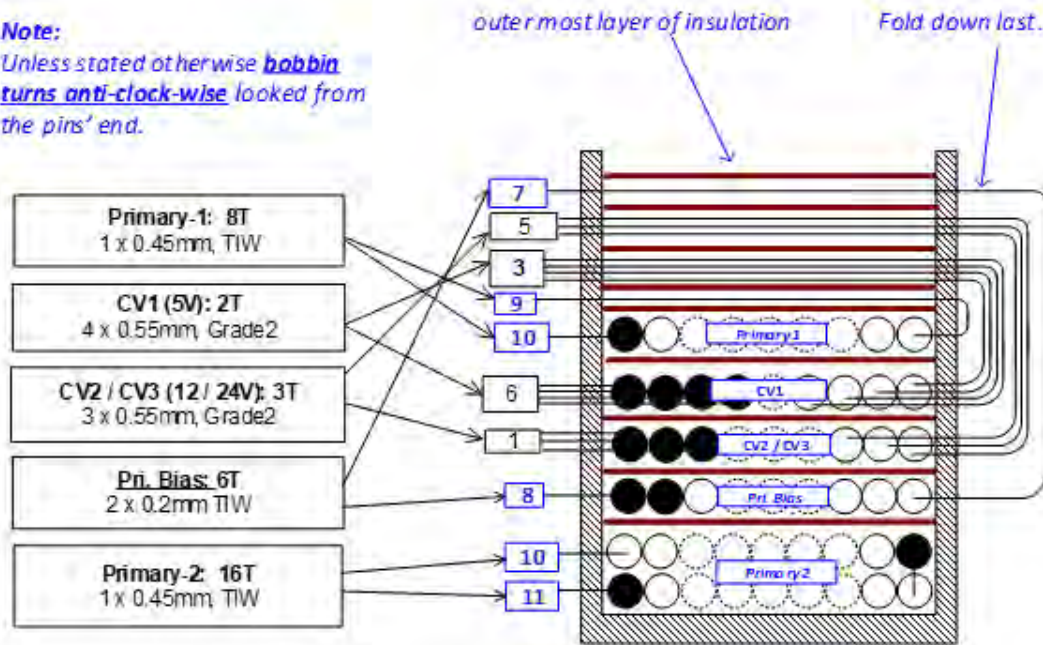 Note:
Unless stated otherwise bobbin
turns anti-clock-wise looked from
the pins' end.
outer most layer of insulation
Fold down last.
Primary-1: 8T
1 x 0.45mm, TIW
CV1 (5V): 2T
4 x 0.55mm, Grade2
CV2 / CV3 (12 / 24V): 3T
3 x 0.55mm, Grade2
Pri. Bias: 6T
2 x 0.2mm TIW
Primary-2: 16T
1 x 0.45mm, TIW
7
5
3
9
10
6
1
8
10
11
Primary1
CV1
CV2 / CV3
Pri. Bias
Primary2